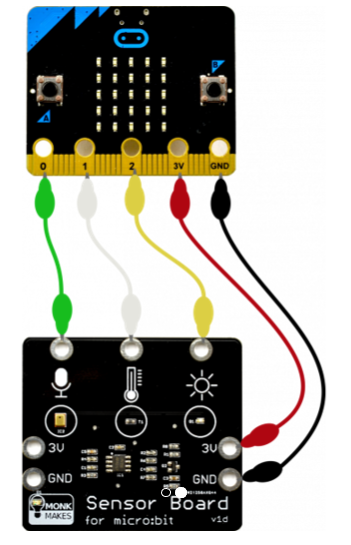 A
B
0 1 2 3V GND
3V 3V
GND GND
MONK
MAKES
Sensor Board
for micro:bit
v1d